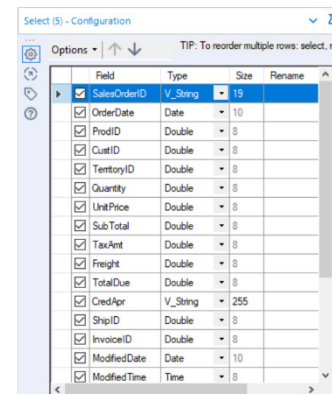 Select (5) - Configuration
Options TIP: To reorder multiple rows: select,
Field Type Size Rename
SalesOrderID V_String 19
OrderDate Date 10
ProdID Double 8
CustID Double 8
TerritoryID Double 8
Quantity Double 8
UnitPrice Double 8
SubTotal Double 8
TaxAmt Double 8
Freight Double 8
TotalDue Double 8
CredApr V_String 255
ShipID Double 8
InvoiceID Double 8
ModifiedDate Date 10
ModifiedTime Time 8